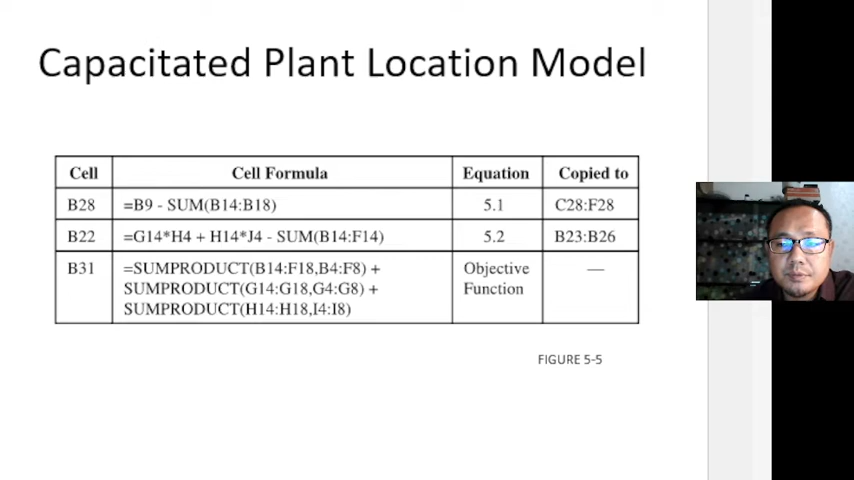 Capacitated Plant Location Model
Cell Cell Formula Equation Copied to
B28 =B9 - SUM(B14:B18) 5.1 C28:F28
B22 =G14*H4 + H14*J4 - SUM(B14:F14) 5.2 B23:B26
B31 =SUMPRODUCT(B14:F18,B4:F8) + Objective —
SUMPRODUCT(G14:G18,G4:G8) + Function
SUMPRODUCT(H14:H18,I4:I8)
FIGURE 5-5